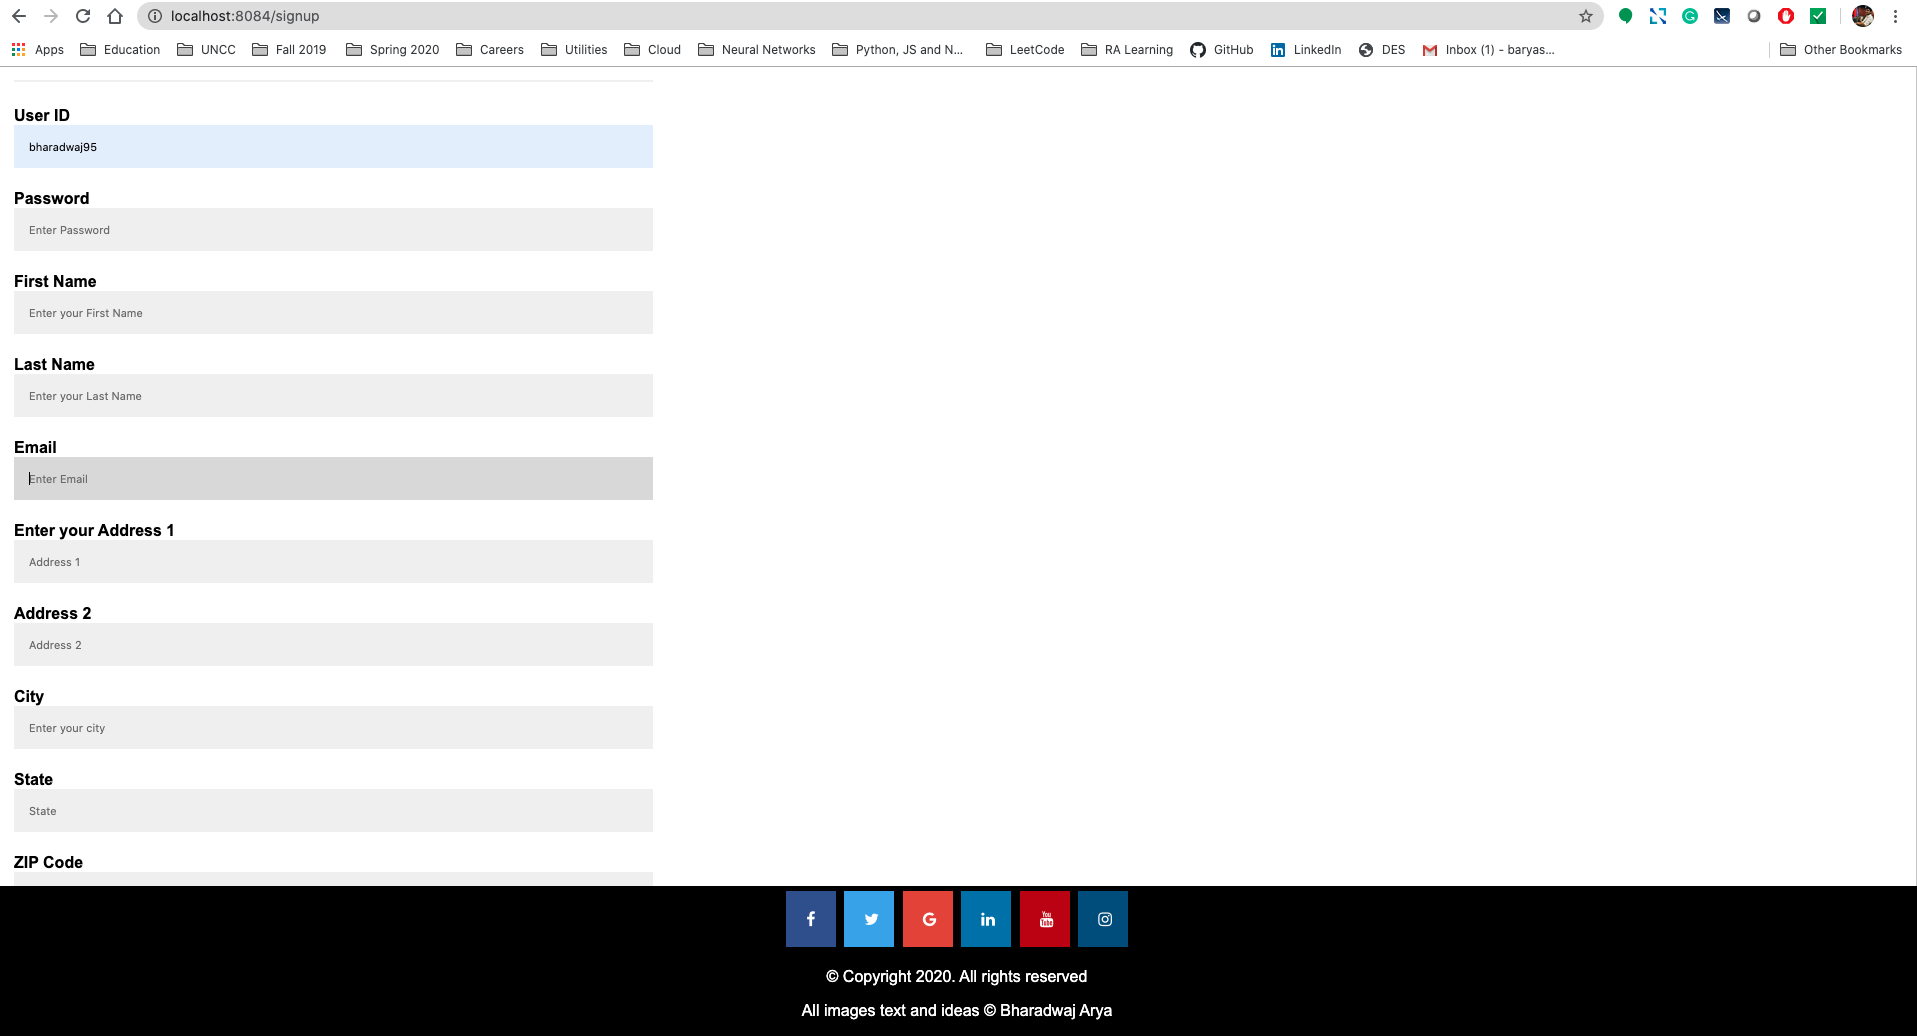 localhost:8084/signup
Apps Education UNCC Fall 2019 Spring 2020 Careers Utilities Cloud Neural Networks Python, JS and N... LeetCode RA Learning GitHub LinkedIn DES Inbox (1) - baryas... Other Bookmarks
User ID
bharadwaj95
Password
Enter Password
First Name
Enter your First Name
Last Name
Enter your Last Name
Email
Enter Email
Enter your Address 1
Address 1
Address 2
Address 2
City
Enter your city
State
State
ZIP Code
You Tube
© Copyright 2020. All rights reserved
All images text and ideas © Bharadwaj Arya